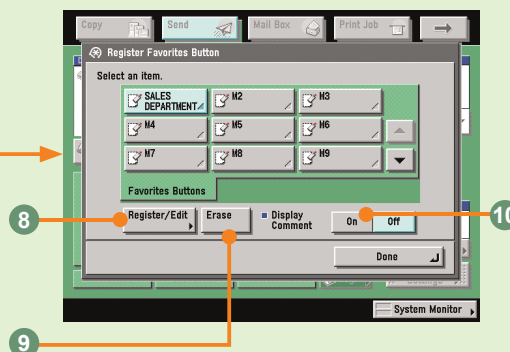 Copy
Send
Mail Box
Print Job
Register Favorites Button
Select an item.
SALES
DEPARTMENT
M2
M3
M4
M5
M6
M7
M8
M9
Favorites Buttons
8
Register/Edit
Erase
Display
Comment
On
Off
10
Done
System Monitor
9